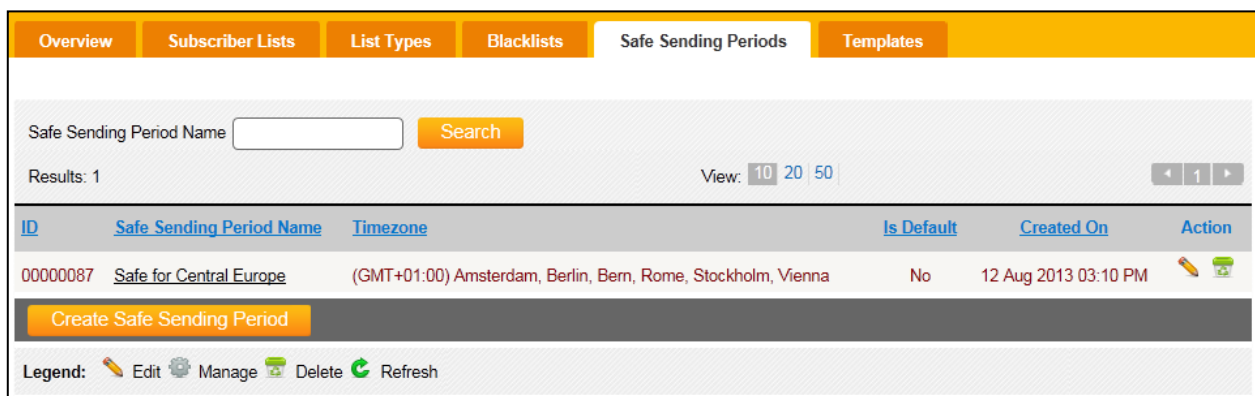 Overview Subscriber Lists List Types Blacklists Safe Sending Periods Templates
Safe Sending Period Name Search
Results: 1 View: 10 20 50 1
ID Safe Sending Period Name Timezone Is Default Created On Action
00000087 Safe for Central Europe (GMT+01:00) Amsterdam, Berlin, Bern, Rome, Stockholm, Vienna No 12 Aug 2013 03:10 PM
Create Safe Sending Period
Legend: Edit Manage Delete Refresh